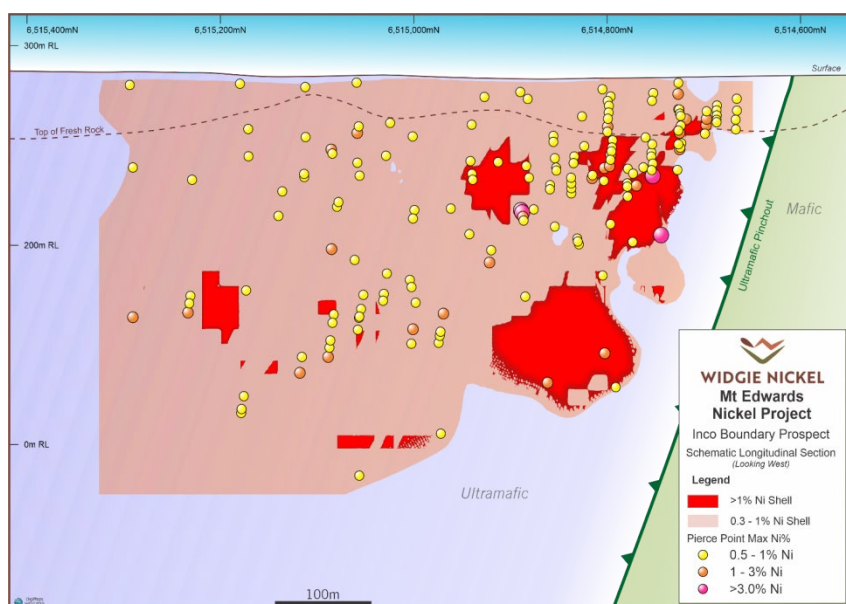 6,515,400mN
6,515,200mN
6,515,000mN
6,514,800mN
6,514,600mN
300m RL
Surface
Top of Fresh Rock
200m RL
0m RL
Ultramafic
Mafic
Ultramafic
Ultramafic Pinchout
100m
WIDGIE NICKEL
Mt Edwards
Nickel Project
Inco Boundary Prospect
Schematic Longitudinal Section
(Looking West)
Legend
>1% Ni Shell
0.3 - 1% Ni Shell
Pierce Point Max Ni%
0.5 - 1% Ni
1 - 3% Ni
>3.0% Ni